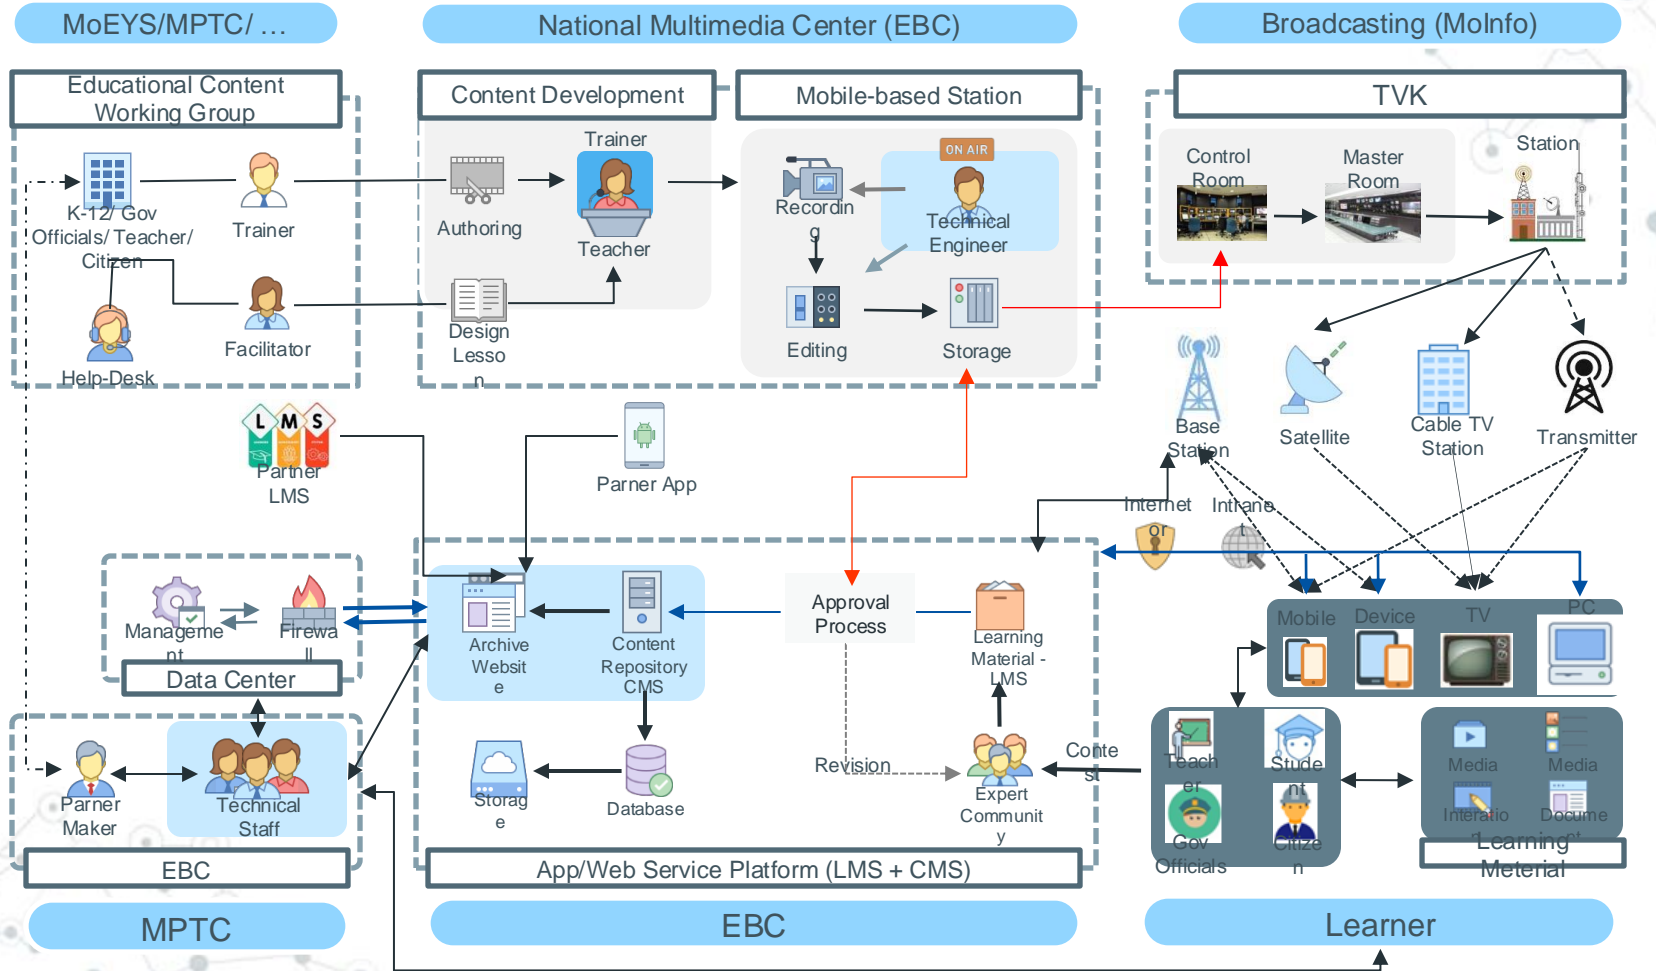 MoEYS/MPTC/ ...
National Multimedia Center (EBC)
Broadcasting (MoInfo)
Educational Content
Working Group
Content Development
Mobile-based Station
TVK
K-12/ Gov
Officials/ Teacher/
Citizen
Trainer
Help-Desk
Facilitator
Authoring
Trainer
Teacher
Design
Lesso
n
ON AIR
Recordin
g
Technical
Engineer
Editing
Storage
Control
Room
Master
Room
Station
L M S
Partner
LMS
Parner App
Base
Station
Satellite
Cable TV
Station
Transmitter
Internet
or
Intrane
t
Manageme
nt
Firewa
ll
Data Center
Archive
Websit
e
Content
Repository
CMS
Approval
Process
Learning
Material -
LMS
Mobile
Device
TV
PC
Parner
Maker
Technical
Staff
EBC
Storag
e
Database
Revision
Expert
Communit
y
Conte
st
Teach
er
Stude
nt
Gov
Officials
Citize
n
Media
Media
Interatio
n
Docume
nt
Learning
Meterial
App/Web Service Platform (LMS + CMS)
MPTC
EBC
Learner